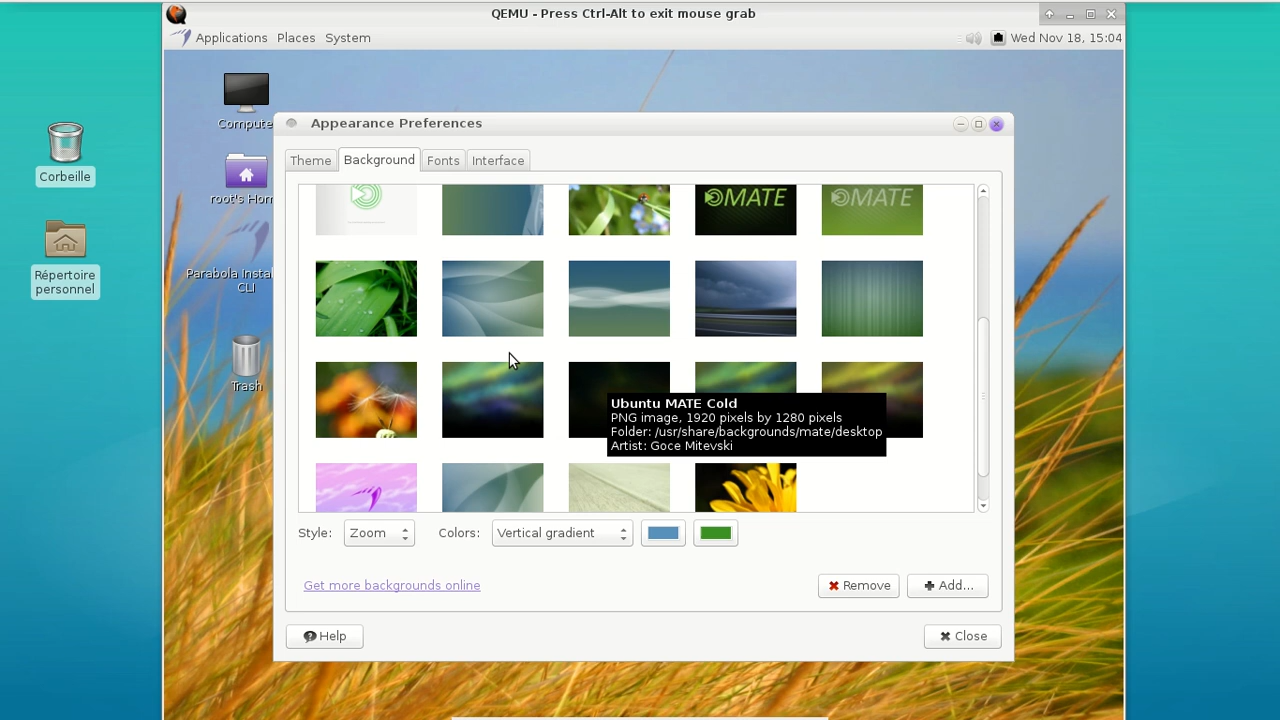 QEMU - Press Ctrl-Alt to exit mouse grab
Applications Places System
Wed Nov 18, 15:04
Corbeille
Répertoire
personnel
root's
Parabola
CLI
Trash
Appearance Preferences
Theme Background Fonts Interface
MATE MATE
Ubuntu MATE Cold
PNG image, 1920 pixels by 1280 pixels
Folder: /usr/share/backgrounds/mate/desktop
Artist: Goce Mitevski
Style: Zoom Colors: Vertical gradient
Get more backgrounds online
Remove Add...
Help Close